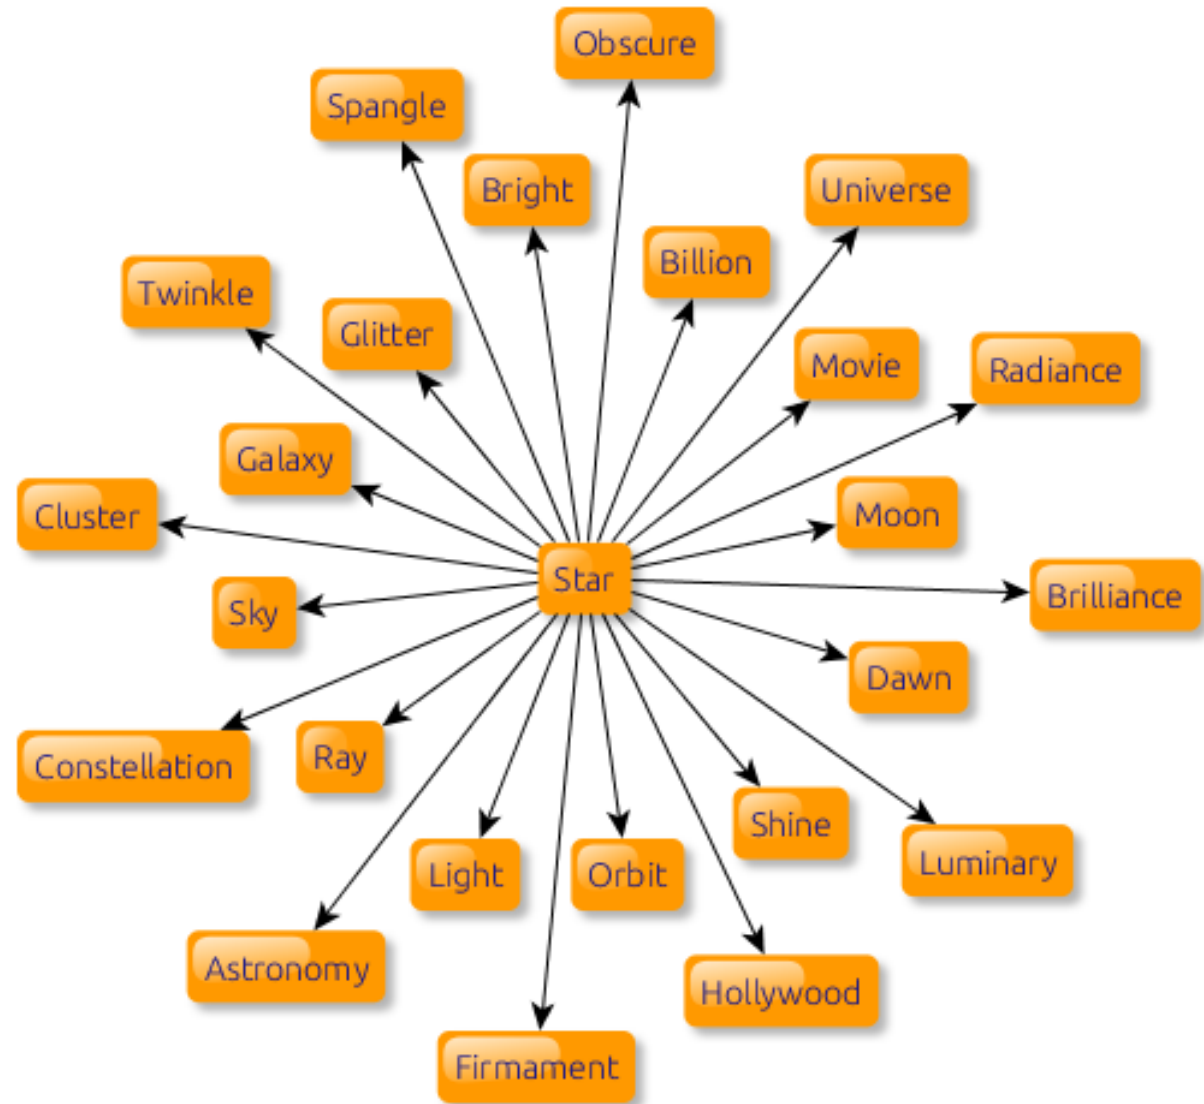 Obscure
Spangle
Bright
Universe
Billion
Twinkle
Glitter
Movie
Radiance
Galaxy
Cluster
Moon
Star
Brilliance
Sky
Dawn
Constellation
Ray
Shine
Luminary
Light
Orbit
Astronomy
Hollywood
Firmament